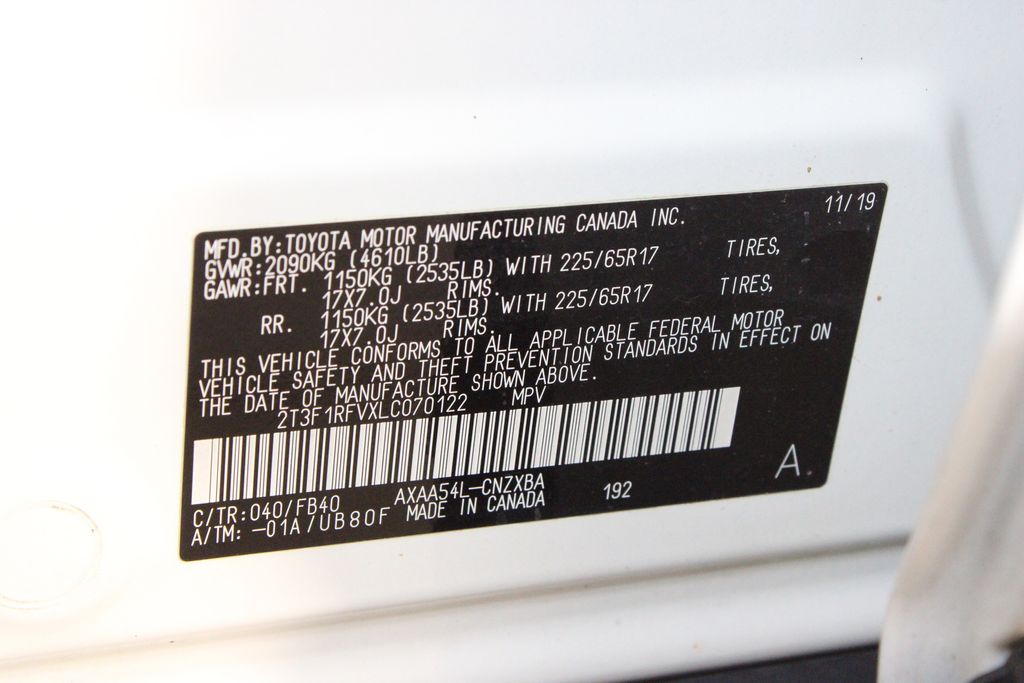 11/19
MFD.BY:TOYOTA MOTOR MANUFACTURING CANADA INC.
GVWR:2090KG (4610LB)
GAWR:FRT. 1150KG (2535LB) WITH 225/65R17 TIRES,
17X7.0J RIMS.
RR. 1150KG (2535LB) WITH 225/65R17 TIRES,
17X7.0J RIMS.
THIS VEHICLE CONFORMS TO ALL APPLICABLE FEDERAL MOTOR
VEHICLE SAFETY AND THEFT PREVENTION STANDARDS IN EFFECT ON
THE DATE OF MANUFACTURE SHOWN ABOVE.
2T3F1RFVXLC070122 MPV
C/TR:040/FB40 AXAA54L-CNZXBA 192
A/TM: -01A/UB80F MADE IN CANADA
A.